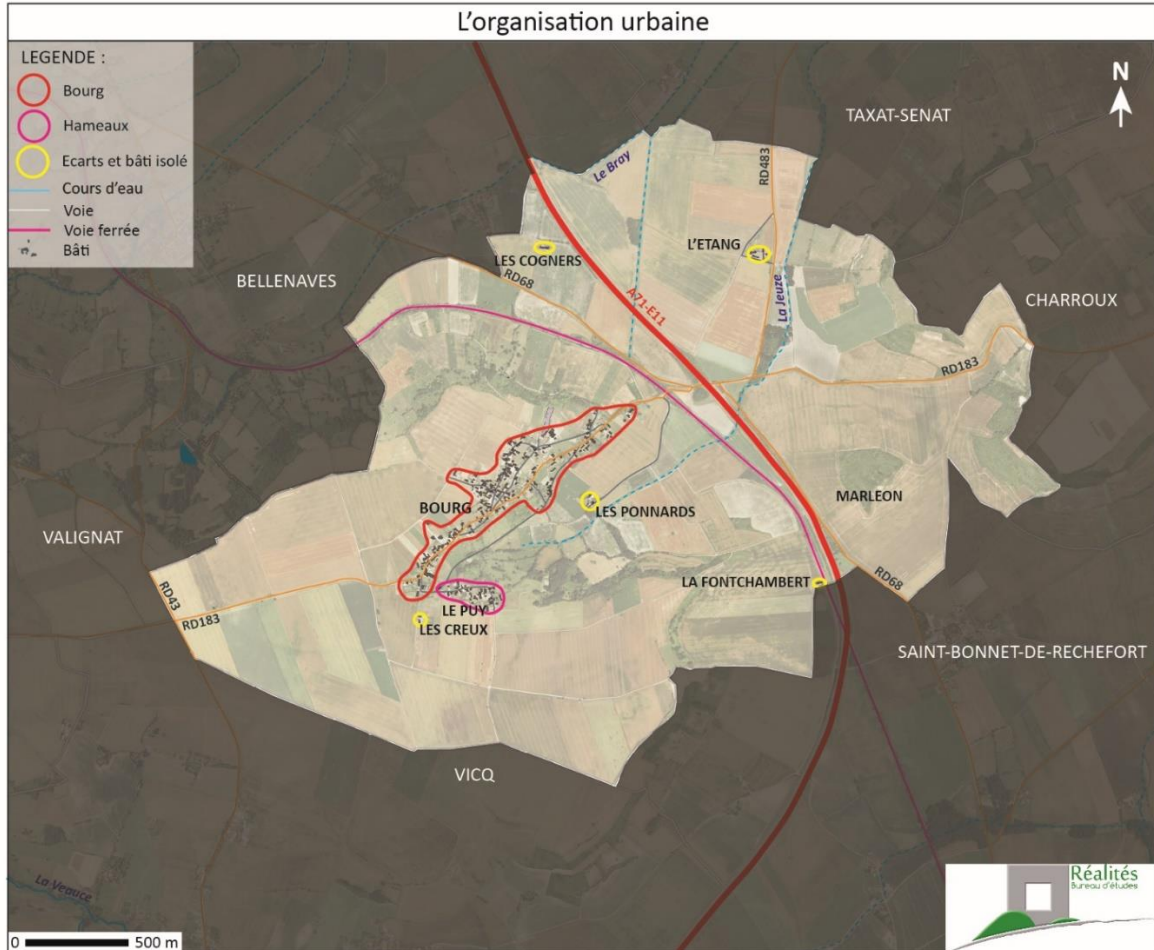 L'organisation urbaine
LEGENDE :
Bourg
Hameaux
Ecarts et bâti isolé
Cours d'eau
Voie
Voie ferrée
Bâti
N
TAXAT-SENAT
Le Bray
RD483
L'ETANG
LES COGNERS
BELLENAVES
RD68
La Jeuze
CHARROUX
A71-E11
RD183
MARLEON
BOURG
LES PONNARDS
VALIGNAT
LA FONTCHAMBERT
RD68
RD43
RD183
LE PUY
LES CREUX
SAINT-BONNET-DE-RECHEFORT
VICQ
La Veauce
Réalités
Bureau d'études
0 500 m